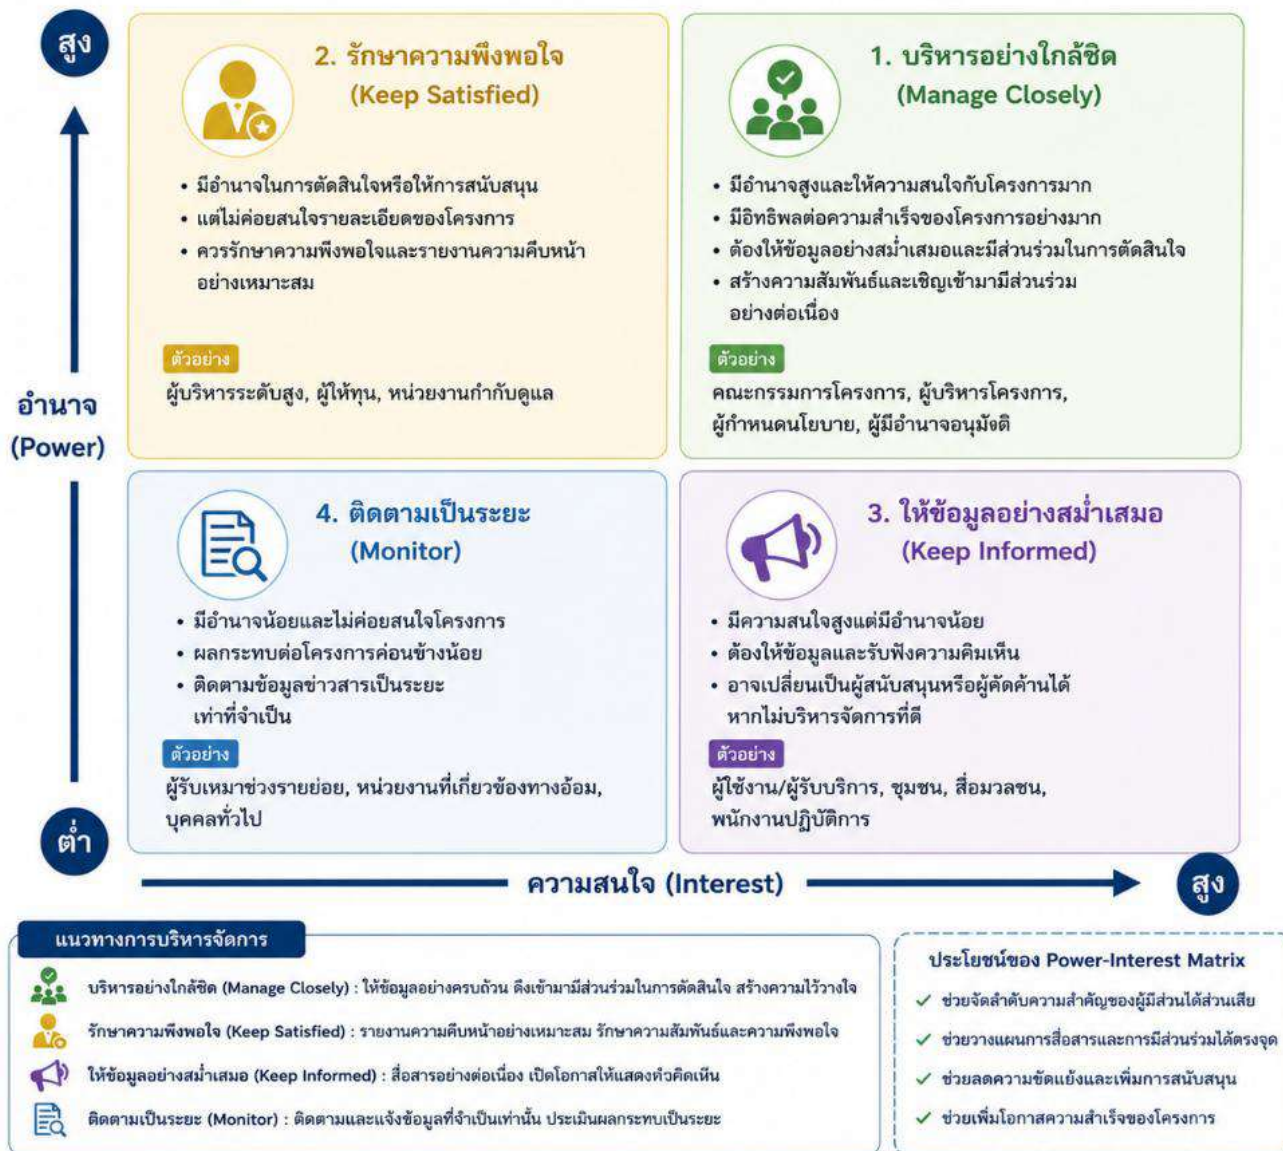 สูง
2. รักษาความพึงพอใจ
(Keep Satisfied)
• มีอำนาจในการตัดสินใจหรือให้การสนับสนุน
• แต่ไม่ค่อยสนใจรายละเอียดของโครงการ
• ควรรักษาความพึงพอใจและรายงานความคืบหน้า
อย่างเหมาะสม
ตัวอย่าง
ผู้บริหารระดับสูง, ผู้ให้ทุน, หน่วยงานกำกับดูแล
1. บริหารอย่างใกล้ชิด
(Manage Closely)
• มีอำนาจสูงและให้ความสนใจกับโครงการมาก
• มีอิทธิพลต่อความสำเร็จของโครงการอย่างมาก
• ต้องให้ข้อมูลอย่างสม่ำเสมอและมีส่วนร่วมในการตัดสินใจ
• สร้างความสัมพันธ์และเชิญเข้ามามีส่วนร่วม
อย่างต่อเนื่อง
ตัวอย่าง
คณะกรรมการโครงการ, ผู้บริหารโครงการ,
ผู้กำหนดนโยบาย, ผู้มีอำนาจ
อำนาจ
(Power)
4. ติดตามเป็นระยะ
(Monitor)
• มีอำนาจน้อยและไม่ค่อยสนใจโครงการ
• ผลกระทบต่อโครงการค่อนข้างน้อย
• ติดตามข้อมูลข่าวสารเป็นระยะ
เท่าที่จำเป็น
ตัวอย่าง
ผู้รับเหมาช่วงรายย่อย, หน่วยงานที่เกี่ยวข้องทางอ้อม,
บุคคลทั่วไป
3. ให้ข้อมูลอย่างสม่ำเสมอ
(Keep Informed)
• มีความสนใจสูงแต่มีอำนาจน้อย
• ต้องให้ข้อมูลและรับฟังความคิมเห็น
• อาจเปลี่ยนเป็นผู้สนับสนุนหรือผู้คัดค้านได้
หากไม่บริหารจัดการที่ดี
ตัวอย่าง
ผู้ใช้งาน/ผู้รับบริการ, ชุมชน, สื่อมวลชน,
พนักงานปฏิบัติการ
ต่ำ
ความสนใจ (Interest)
สูง
แนวทางการบริหารจัดการ
บริหารอย่างใกล้ชิด (Manage Closely) : ให้ข้อมูลอย่างครบถ้วน ดึงเข้ามามีส่วนร่วมในการตัดสินใจ สร้างความไว้วางใจ
รักษาความพึงพอใจ (Keep Satisfied) : รายงานความคืบหน้าอย่างเหมาะสม รักษาความสัมพันธ์และความพึงพอใจ
ให้ข้อมูลอย่างสม่ำเสมอ (Keep Informed) : สื่อสารอย่างต่อเนื่อง เปิดโอกาสให้
ติดตามเป็นระยะ (Monitor) : ติดตามและแจ้งข้อมูลที่จำเป็นเท่านั้น ประเมินผลกระทบเป็นระยะ
ประโยชน์ของ Power-Interest Matrix
✓ ช่วยจัดลำดับความสำคัญของผู้มีส่วนได้ส่วนเสีย
✓ ช่วยวางแผนการสื่อสารและการมีส่วนร่วมได้ตรงจุด
✓ ช่วยลดความขัดแย้งและเพิ่มการสนับสนุน
✓ ช่วยเพิ่มโอกาสความสำเร็จของโครงการ